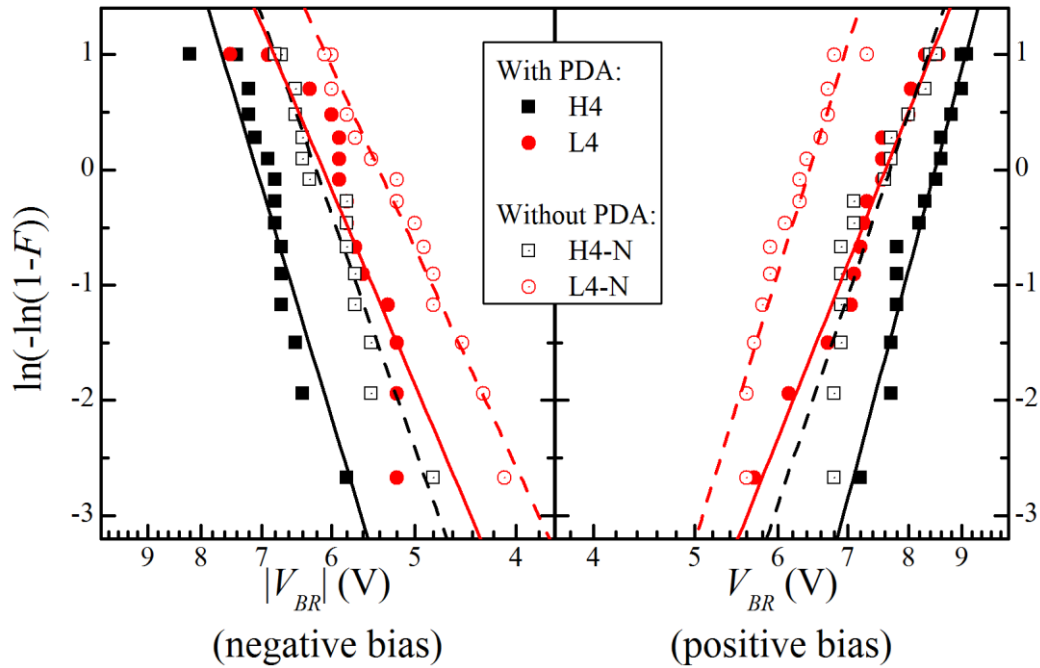 ln(-ln(1-F))
1
0
-1
-2
-3
1
0
-1
-2
-3
With PDA:
H4
L4
Without PDA:
H4-N
L4-N
9 8 7 6 5 4
4 5 6 7 8 9
|V_BR| (V)
V_BR (V)
(negative bias)
(positive bias)